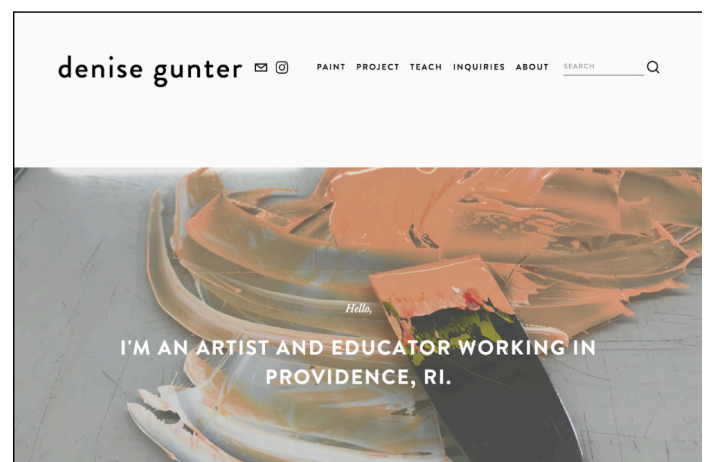 denise gunter
PAINT PROJECT TEACH INQUIRIES ABOUT SEARCH
Hello,
I'M AN ARTIST AND EDUCATOR WORKING IN
PROVIDENCE, RI.